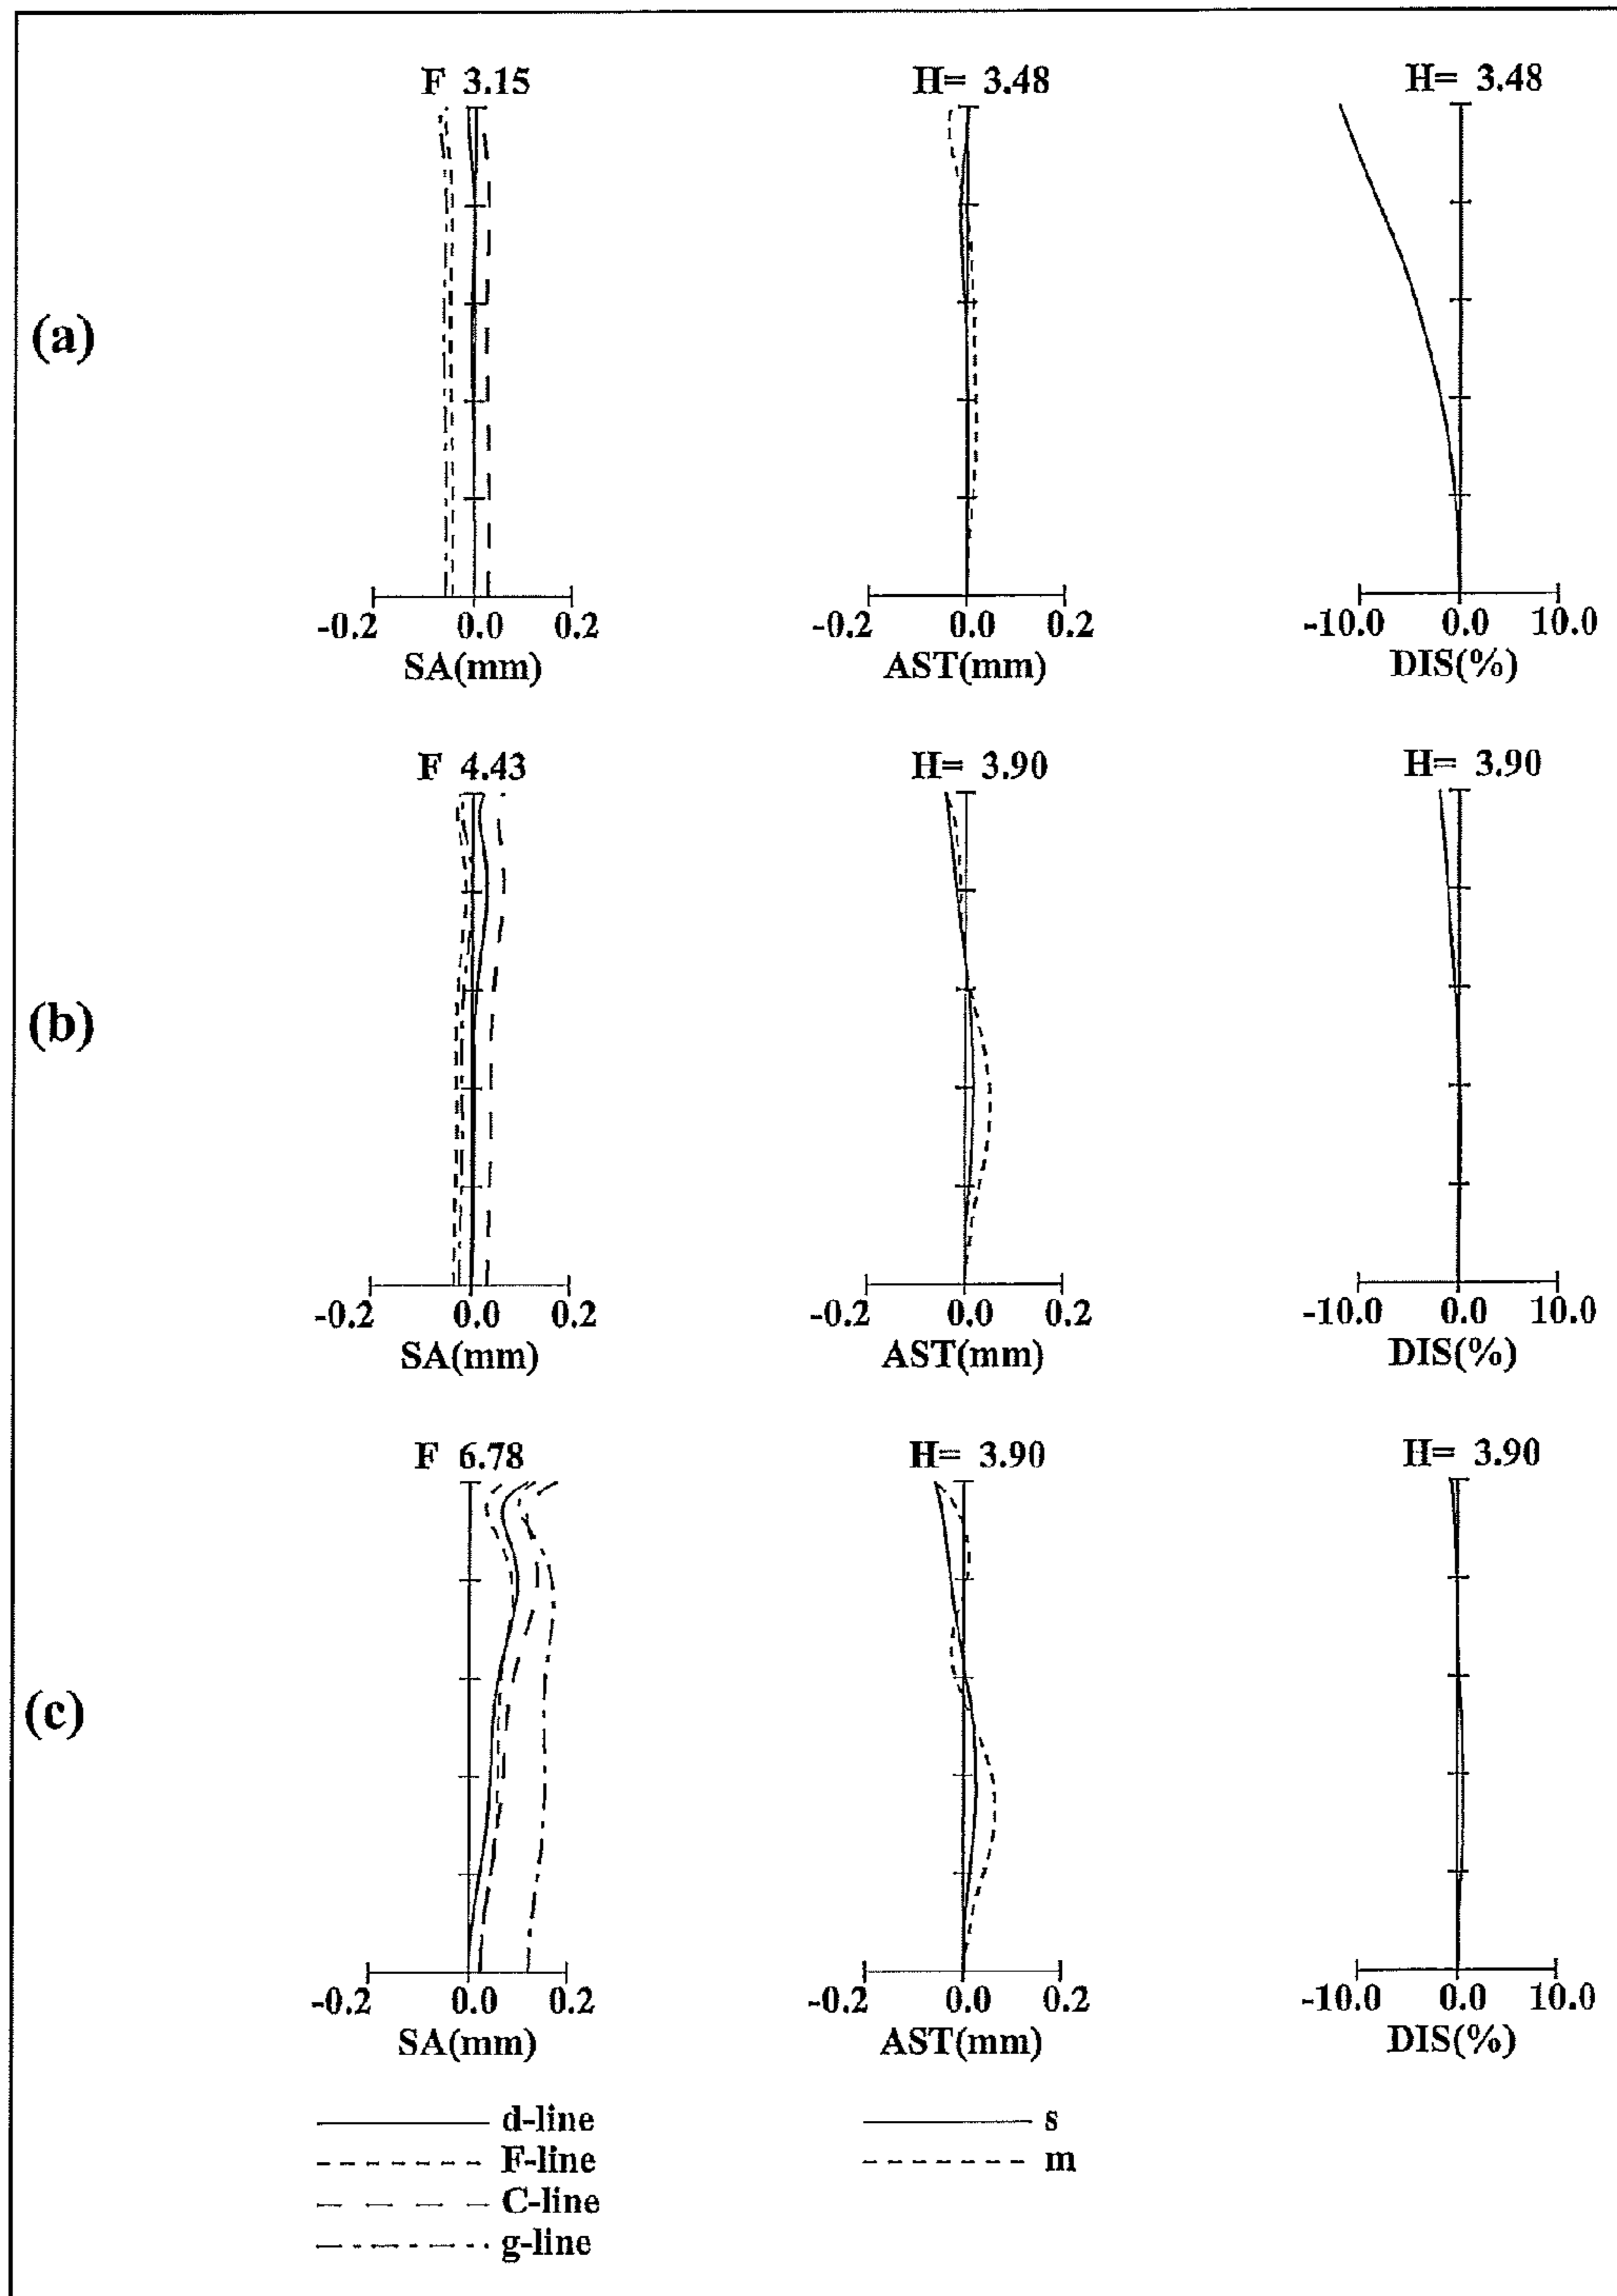 F 3.15 H= 3.48 H= 3.48
(a)
-0.2 0.0 0.2 -0.2 0.0 0.2 -10.0 0.0 10.0
SA(mm) AST(mm) DIS(%)
F 4.43 H= 3.90 H= 3.90
(b)
-0.2 0.0 0.2 -0.2 0.0 0.2 -10.0 0.0 10.0
SA(mm) AST(mm) DIS(%)
F 6.78 H= 3.90 H= 3.90
(c)
-0.2 0.0 0.2 -0.2 0.0 0.2 -10.0 0.0 10.0
SA(mm) AST(mm) DIS(%)
d-line s
F-line m
C-line
g-line